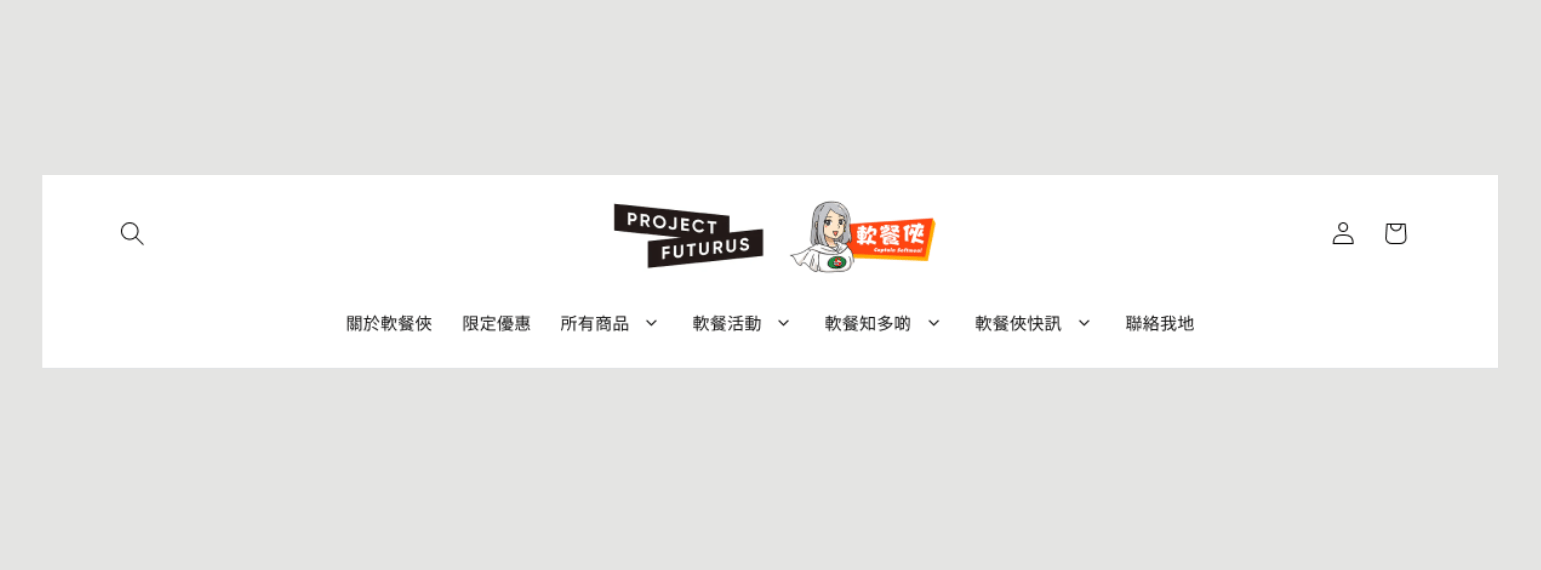 PROJECT
FUTURUS
軟餐俠
Captain Softmeal
關於軟餐俠
限定優惠
所有商品
軟餐活動
軟餐知多啲
軟餐俠快訊
聯絡我地